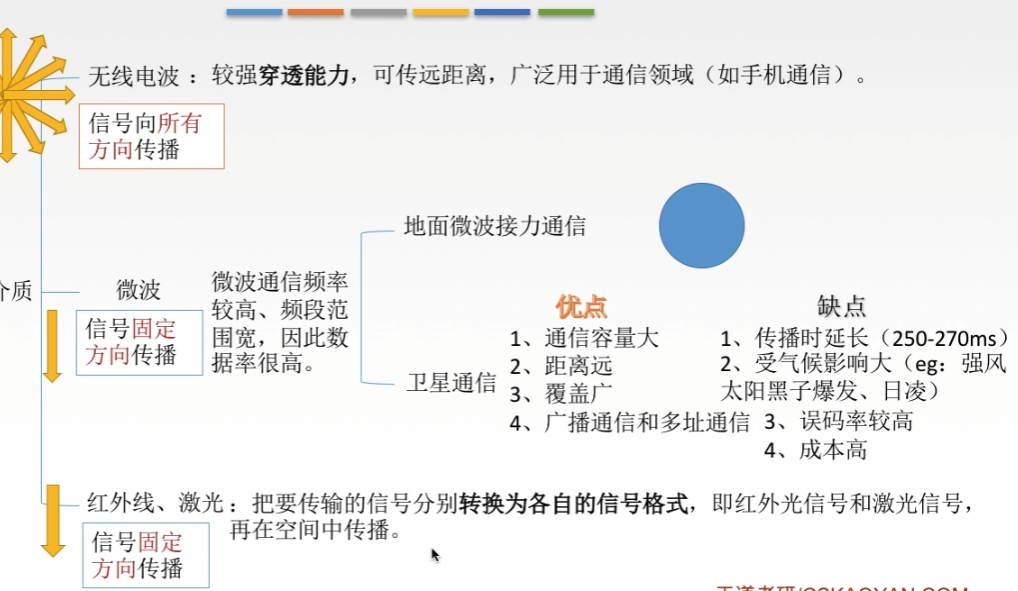 无线电波：较强穿透能力，可传远距离，广泛用于通信领域（如手机通信）。
信号向所有
方向传播
介质
微波
信号固定
方向传播
微波通信频率
较高、频段范
围宽，因此数
据率很高。
地面微波接力通信
卫星通信
优点
1、通信容量大
2、距离远
3、覆盖广
4、广播通信和多址通信
缺点
1、传播时延长（250-270ms）
2、受气候影响大（eg：强风
太阳黑子爆发、日凌）
3、误码率较高
4、成本高
红外线、激光：把要传输的信号分别转换为各自的信号格式，即红外光信号和激光信号，
再在空间中传播。
信号固定
方向传播